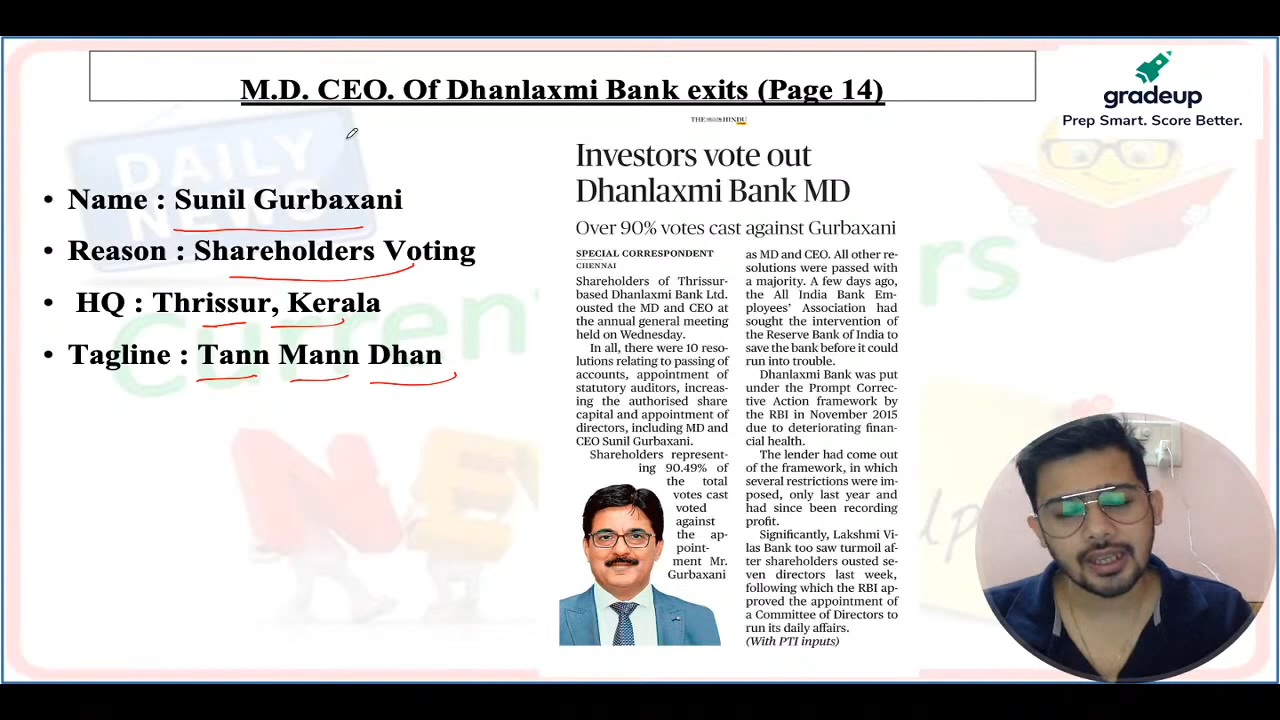 M.D. CEO. Of Dhanlaxmi Bank exits (Page 14)
gradeup
Prep Smart. Score Better.
• Name : Sunil Gurbaxani
• Reason : Shareholders Voting
• HQ : Thrissur, Kerala
• Tagline : Tann Mann Dhan
THE HINDU
Investors vote out
Dhanlaxmi Bank MD
Over 90% votes cast against Gurbaxani
SPECIAL CORRESPONDENT
CHENNAI
Shareholders of Thrissur-
based Dhanlaxmi Bank Ltd.
ousted the MD and CEO at
the annual general meeting
held on Wednesday.
In all, there were 10 reso-
lutions relating to passing of
accounts, appointment of
statutory auditors, increas-
ing the authorised share
capital and appointment of
directors, including MD and
CEO Sunil Gurbaxani.
Shareholders represent-
ing 90.49% of
the total
votes cast
voted
against
the ap-
point-
ment Mr.
Gurbaxani
as MD and CEO. All other re-
solutions were passed with
a majority. A few days ago,
the All India Bank Em-
ployees' Association had
sought the intervention of
the Reserve Bank of India to
save the bank before it could
run into trouble.
Dhanlaxmi Bank was put
under the Prompt Correc-
tive Action framework by
the RBI in November 2015
due to deteriorating finan-
cial health.
The lender had come out
of the framework, in which
several restrictions were im-
posed, only last year and
had since been recording
profit.
Significantly, Lakshmi Vi-
las Bank too saw turmoil af-
ter shareholders ousted se-
ven directors last week,
following which the RBI ap-
proved the appointment of
a Committee of Directors to
run its daily affairs.
(With PTI inputs)
DAILY
NEWS